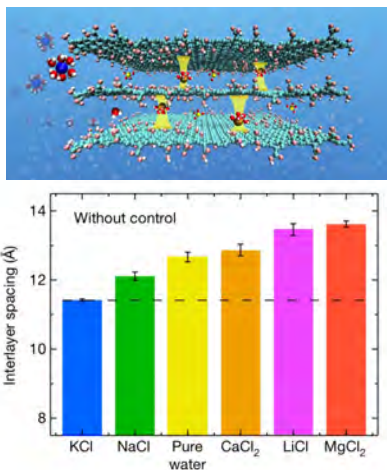 Without control
Interlayer spacing (Å)
14
12
10
8
KCl
NaCl
Pure
water
CaCl₂
LiCl
MgCl₂